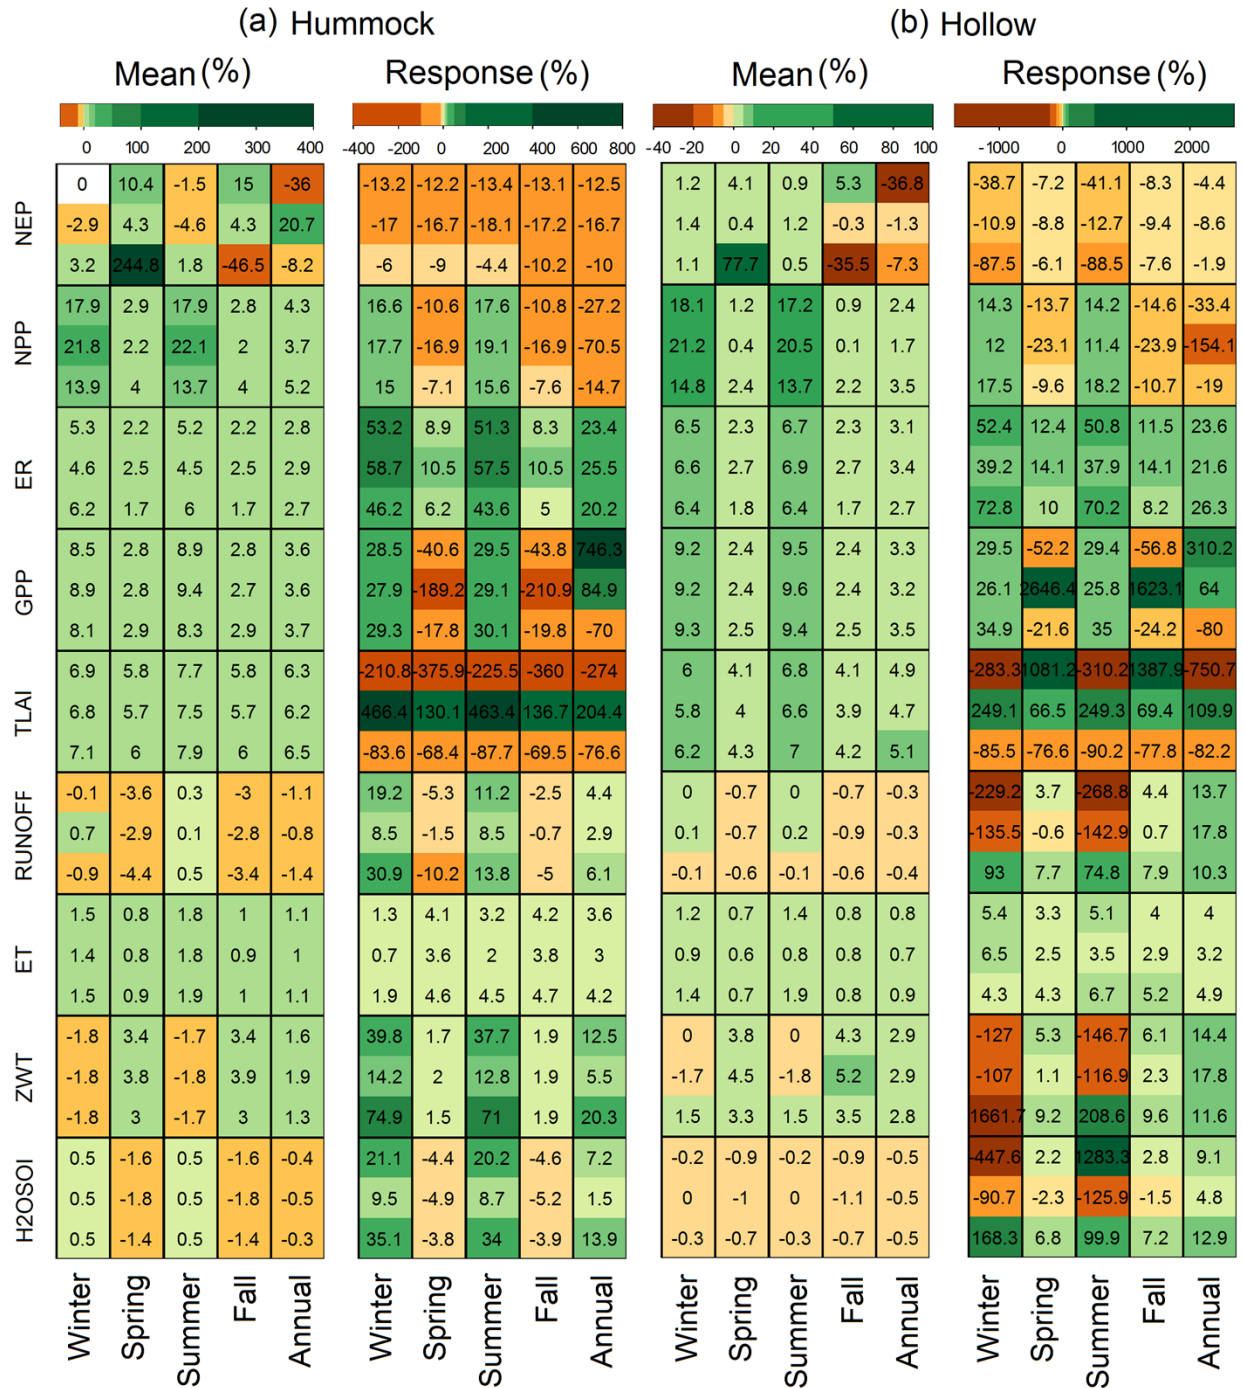 (a) Hummock (b) Hollow
Mean (%) Response (%) Mean (%) Response (%)
0 100 200 300 400 -400 -200 0 200 400 600 800 -40 -20 0 20 40 60 80 100 -1000 0 1000 2000
NEP
0 10.4 -1.5 15 -36 -13.2 -12.2 -13.4 -13.1 -12.5 1.2 4.1 0.9 5.3 -36.8 -38.7 -7.2 -41.1 -8.3 -4.4
-2.9 4.3 -4.6 4.3 20.7 -17 -16.7 -18.1 -17.2 -16.7 1.4 0.4 1.2 -0.3 -1.3 -10.9 -8.8 -12.7 -9.4 -8.6
3.2 244.8 1.8 -46.5 -8.2 -6 -9 -4.4 -10.2 -10 1.1 77.7 0.5 -35.5 -7.3 -87.5 -6.1 -88.5 -7.6 -1.9
NPP
17.9 2.9 17.9 2.8 4.3 16.6 -10.6 17.6 -10.8 -27.2 18.1 1.2 17.2 0.9 2.4 14.3 -13.7 14.2 -14.6 -33.4
21.8 2.2 22.1 2 3.7 17.7 -16.9 19.1 -16.9 -70.5 21.2 0.4 20.5 0.1 1.7 12 -23.1 11.4 -23.9 -154.1
13.9 4 13.7 4 5.2 15 -7.1 15.6 -7.6 -14.7 14.8 2.4 13.7 2.2 3.5 17.5 -9.6 18.2 -10.7 -19
ER
5.3 2.2 5.2 2.2 2.8 53.2 8.9 51.3 8.3 23.4 6.5 2.3 6.7 2.3 3.1 52.4 12.4 50.8 11.5 23.6
4.6 2.5 4.5 2.5 2.9 58.7 10.5 57.5 10.5 25.5 6.6 2.7 6.9 2.7 3.4 39.2 14.1 37.9 14.1 21.6
6.2 1.7 6 1.7 2.7 46.2 6.2 43.6 5 20.2 6.4 1.8 6.4 1.7 2.7 72.8 10 70.2 8.2 26.3
GPP
8.5 2.8 8.9 2.8 3.6 28.5 -40.6 29.5 -43.8 746.3 9.2 2.4 9.5 2.4 3.3 29.5 -52.2 29.4 -56.8 310.2
8.9 2.8 9.4 2.7 3.6 27.9 -189.2 29.1 -210.9 84.9 9.2 2.4 9.6 2.4 3.2 26.1 2646.4 25.8 1623.1 64
8.1 2.9 8.3 2.9 3.7 29.3 -17.8 30.1 -19.8 -70 9.3 2.5 9.4 2.5 3.5 34.9 -21.6 35 -24.2 -80
TLAI
6.9 5.8 7.7 5.8 6.3 -210.8 -375.9 -225.5 -360 -274 6 4.1 6.8 4.1 4.9 -283.3 1081.2 -310.2 1387.9 -750.7
6.8 5.7 7.5 5.7 6.2 466.4 130.1 463.4 136.7 204.4 5.8 4 6.6 3.9 4.7 249.1 66.5 249.3 69.4 109.9
7.1 6 7.9 6 6.5 -83.6 -68.4 -87.7 -69.5 -76.6 6.2 4.3 7 4.2 5.1 -85.5 -76.6 -90.2 -77.8 -82.2
RUNOFF
-0.1 -3.6 0.3 -3 -1.1 19.2 -5.3 11.2 -2.5 4.4 0 -0.7 0 -0.7 -0.3 -229.2 3.7 -268.8 4.4 13.7
0.7 -2.9 0.1 -2.8 -0.8 8.5 -1.5 8.5 -0.7 2.9 0.1 -0.7 0.2 -0.9 -0.3 -135.5 -0.6 -142.9 0.7 17.8
-0.9 -4.4 0.5 -3.4 -1.4 30.9 -10.2 13.8 -5 6.1 -0.1 -0.6 -0.1 -0.6 -0.4 93 7.7 74.8 7.9 10.3
ET
1.5 0.8 1.8 1 1.1 1.3 4.1 3.2 4.2 3.6 1.2 0.7 1.4 0.8 0.8 5.4 3.3 5.1 4 4
1.4 0.8 1.8 0.9 1 0.7 3.6 2 3.8 3 0.9 0.6 0.8 0.8 0.7 6.5 2.5 3.5 2.9 3.2
1.5 0.9 1.9 1 1.1 1.9 4.6 4.5 4.7 4.2 1.4 0.7 1.9 0.8 0.9 4.3 4.3 6.7 5.2 4.9
ZWT
-1.8 3.4 -1.7 3.4 1.6 39.8 1.7 37.7 1.9 12.5 0 3.8 0 4.3 2.9 -127 5.3 -146.7 6.1 14.4
-1.8 3.8 -1.8 3.9 1.9 14.2 2 12.8 1.9 5.5 -1.7 4.5 -1.8 5.2 2.9 -107 1.1 -116.9 2.3 17.8
-1.8 3 -1.7 3 1.3 74.9 1.5 71 1.9 20.3 1.5 3.3 1.5 3.5 2.8 1661.7 9.2 208.6 9.6 11.6
H2OSOI
0.5 -1.6 0.5 -1.6 -0.4 21.1 -4.4 20.2 -4.6 7.2 -0.2 -0.9 -0.2 -0.9 -0.5 -447.6 2.2 1283.3 2.8 9.1
0.5 -1.8 0.5 -1.8 -0.5 9.5 -4.9 8.7 -5.2 1.5 0 -1 0 -1.1 -0.5 -90.7 -2.3 -125.9 -1.5 4.8
0.5 -1.4 0.5 -1.4 -0.3 35.1 -3.8 34 -3.9 13.9 -0.3 -0.7 -0.3 -0.7 -0.5 168.3 6.8 99.9 7.2 12.9
Winter Spring Summer Fall Annual Winter Spring Summer Fall Annual Winter Spring Summer Fall Annual Winter Spring Summer Fall Annual